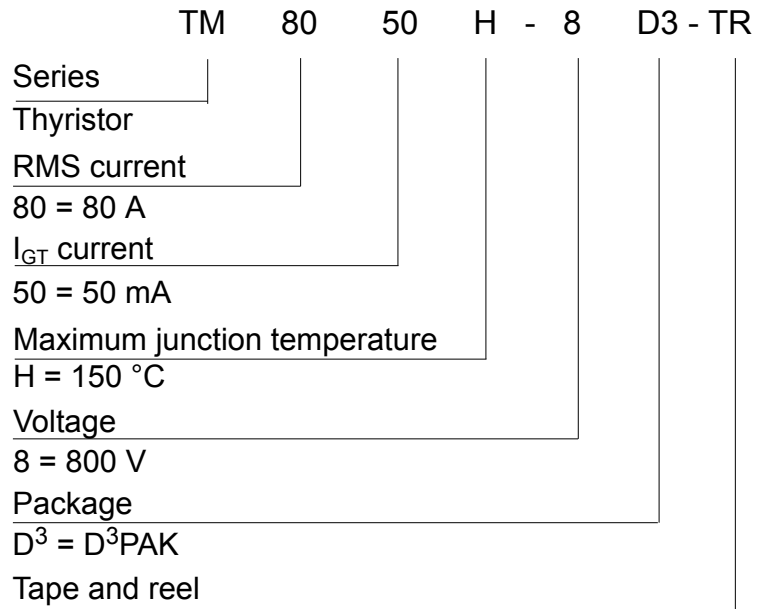 TM 80 50 H - 8 D3 - TR
Series
Thyristor
RMS current
80 = 80 A
I_GT current
50 = 50 mA
Maximum junction temperature
H = 150 °C
Voltage
8 = 800 V
Package
D³ = D³PAK
Tape and reel